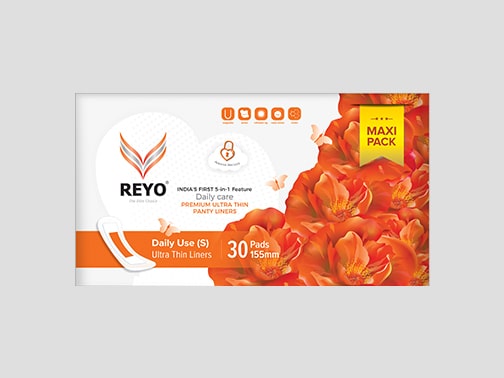 MAXI
PACK
REYO®
INDIA'S FIRST 5-in-1 Feature
Daily care
PREMIUM ULTRA THIN
PANTY LINERS
Daily Use (S)
Ultra Thin Liners
30 Pads
155mm